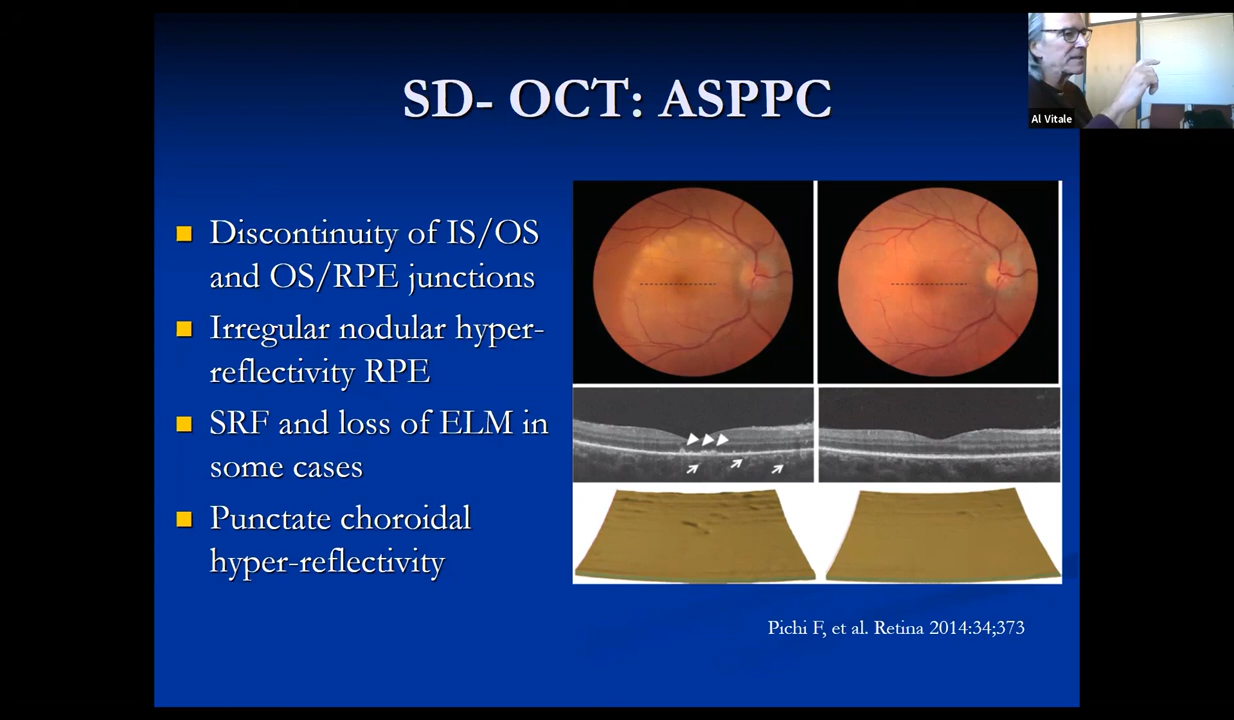 SD- OCT: ASPPC
Al Vitale
Discontinuity of IS/OS
and OS/RPE junctions
Irregular nodular hyper-
reflectivity RPE
SRF and loss of ELM in
some cases
Punctate choroidal
hyper-reflectivity
Pichi F, et al. Retina 2014:34;373